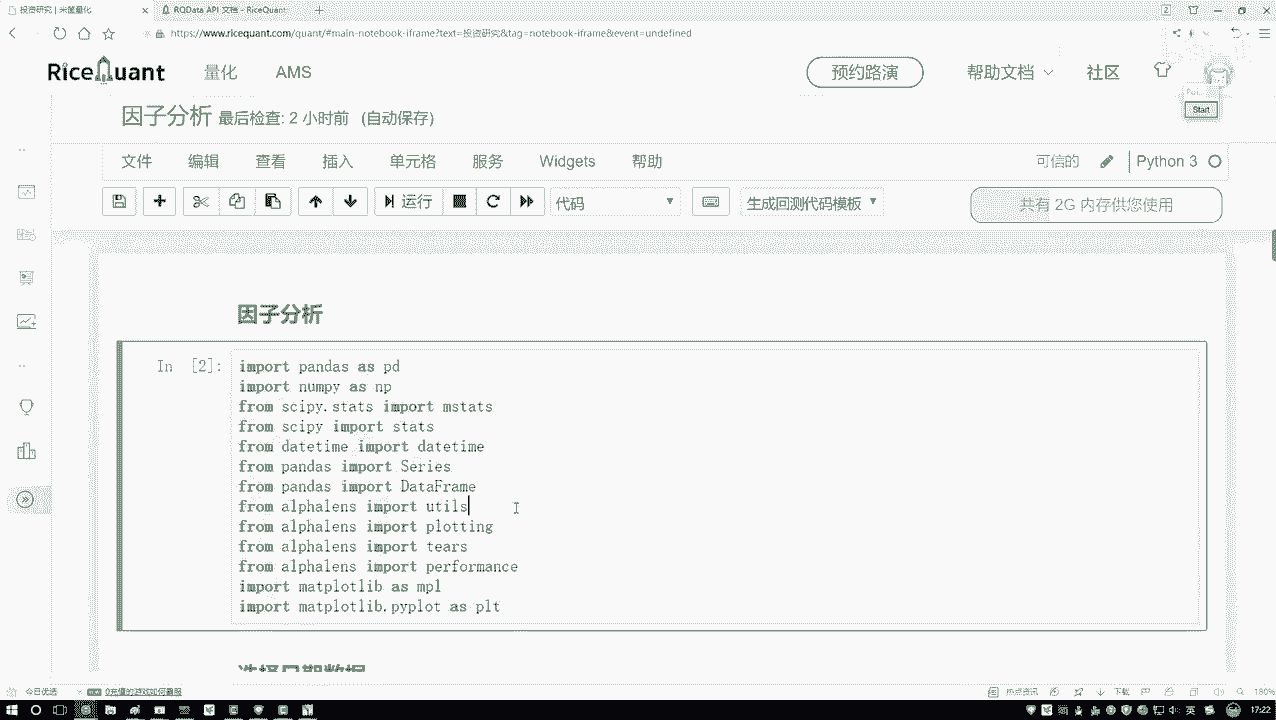 投资研究 | 米筐量化
RQData API 文档 - RiceQuant
https://www.ricequant.com/quant/#main-notebook-iframe?text=投资研究&tag=notebook-iframe&event=undefined
RiceQuant 量化 AMS 预约路演 帮助文档 社区
Start
因子分析 最后检查: 2 小时前 (自动保存)
文件 编辑 查看 插入 单元格 服务 Widgets 帮助 可信的 Python 3
运行 代码 生成回测代码模板 共有 2G 内存供您使用
因子分析
In [2]:
import pandas as pd
import numpy as np
from scipy.stats import mstats
from scipy import stats
from datetime import datetime
from pandas import Series
from pandas import DataFrame
from alphalens import utils
from alphalens import plotting
from alphalens import tears
from alphalens import performance
import matplotlib as mpl
import matplotlib.pyplot as plt
今日优选 热点资讯 下载 180%
英 17:22